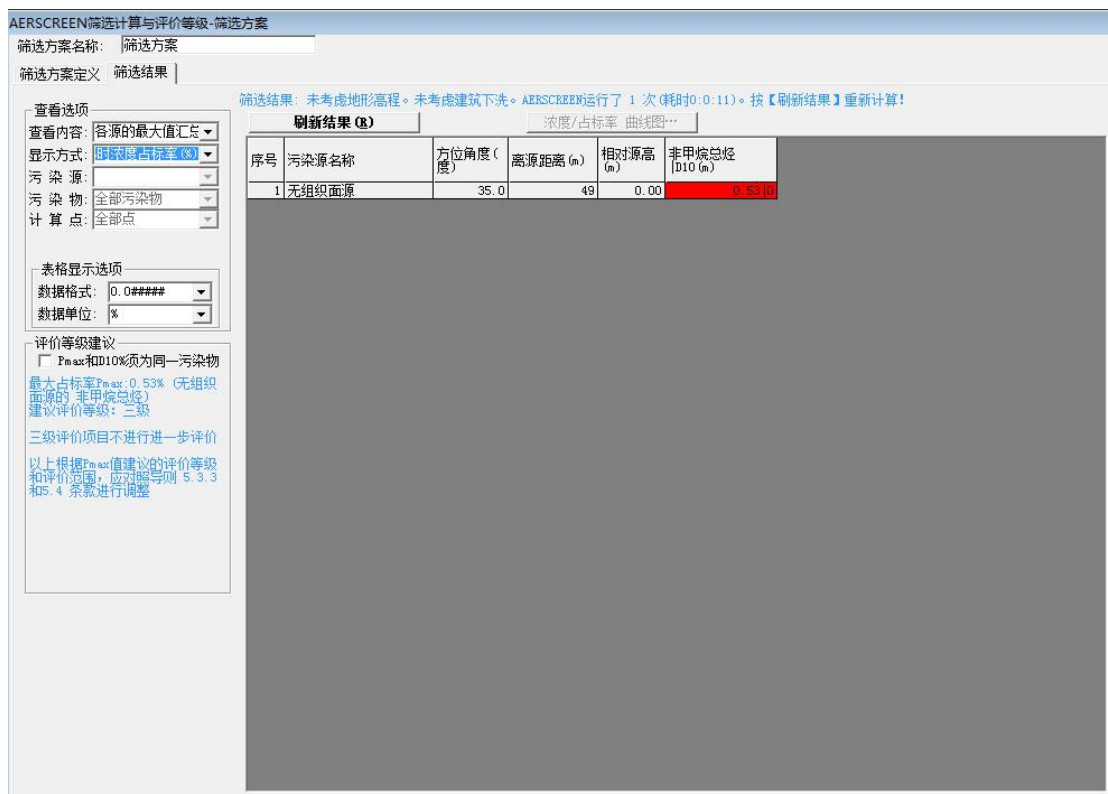 AERSCREEN筛选计算与评价等级-筛选方案
筛选方案名称: 筛选方案
筛选方案定义 筛选结果
筛选结果: 未考虑地形高程。未考虑建筑下洗。AERSCREEN运行了 1 次(耗时0:0:11)。按【刷新结果】重新计算!
查看选项
查看内容: 各源的最大值汇总
显示方式: 时浓度占标率(%)
污 染 源:
污 染 物: 全部污染物
计 算 点: 全部点
表格显示选项
数据格式: 0.0#####
数据单位: %
评价等级建议
Pmax和D10%须为同一污染物
最大占标率Pmax:0.53% (无组织
面源的 非甲烷总烃)
建议评价等级: 三级
三级评价项目不进行进一步评价
以上根据Pmax值建议的评价等级
和评价范围，应对照导则 5.3.3
和5.4 条款进行调整
刷新结果(R) 浓度/占标率 曲线图…
序号 污染源名称 方位角度(度) 离源距离(m) 相对源高(m) 非甲烷总烃|D10(m)
1 无组织面源 35.0 49 0.00 0.53|0